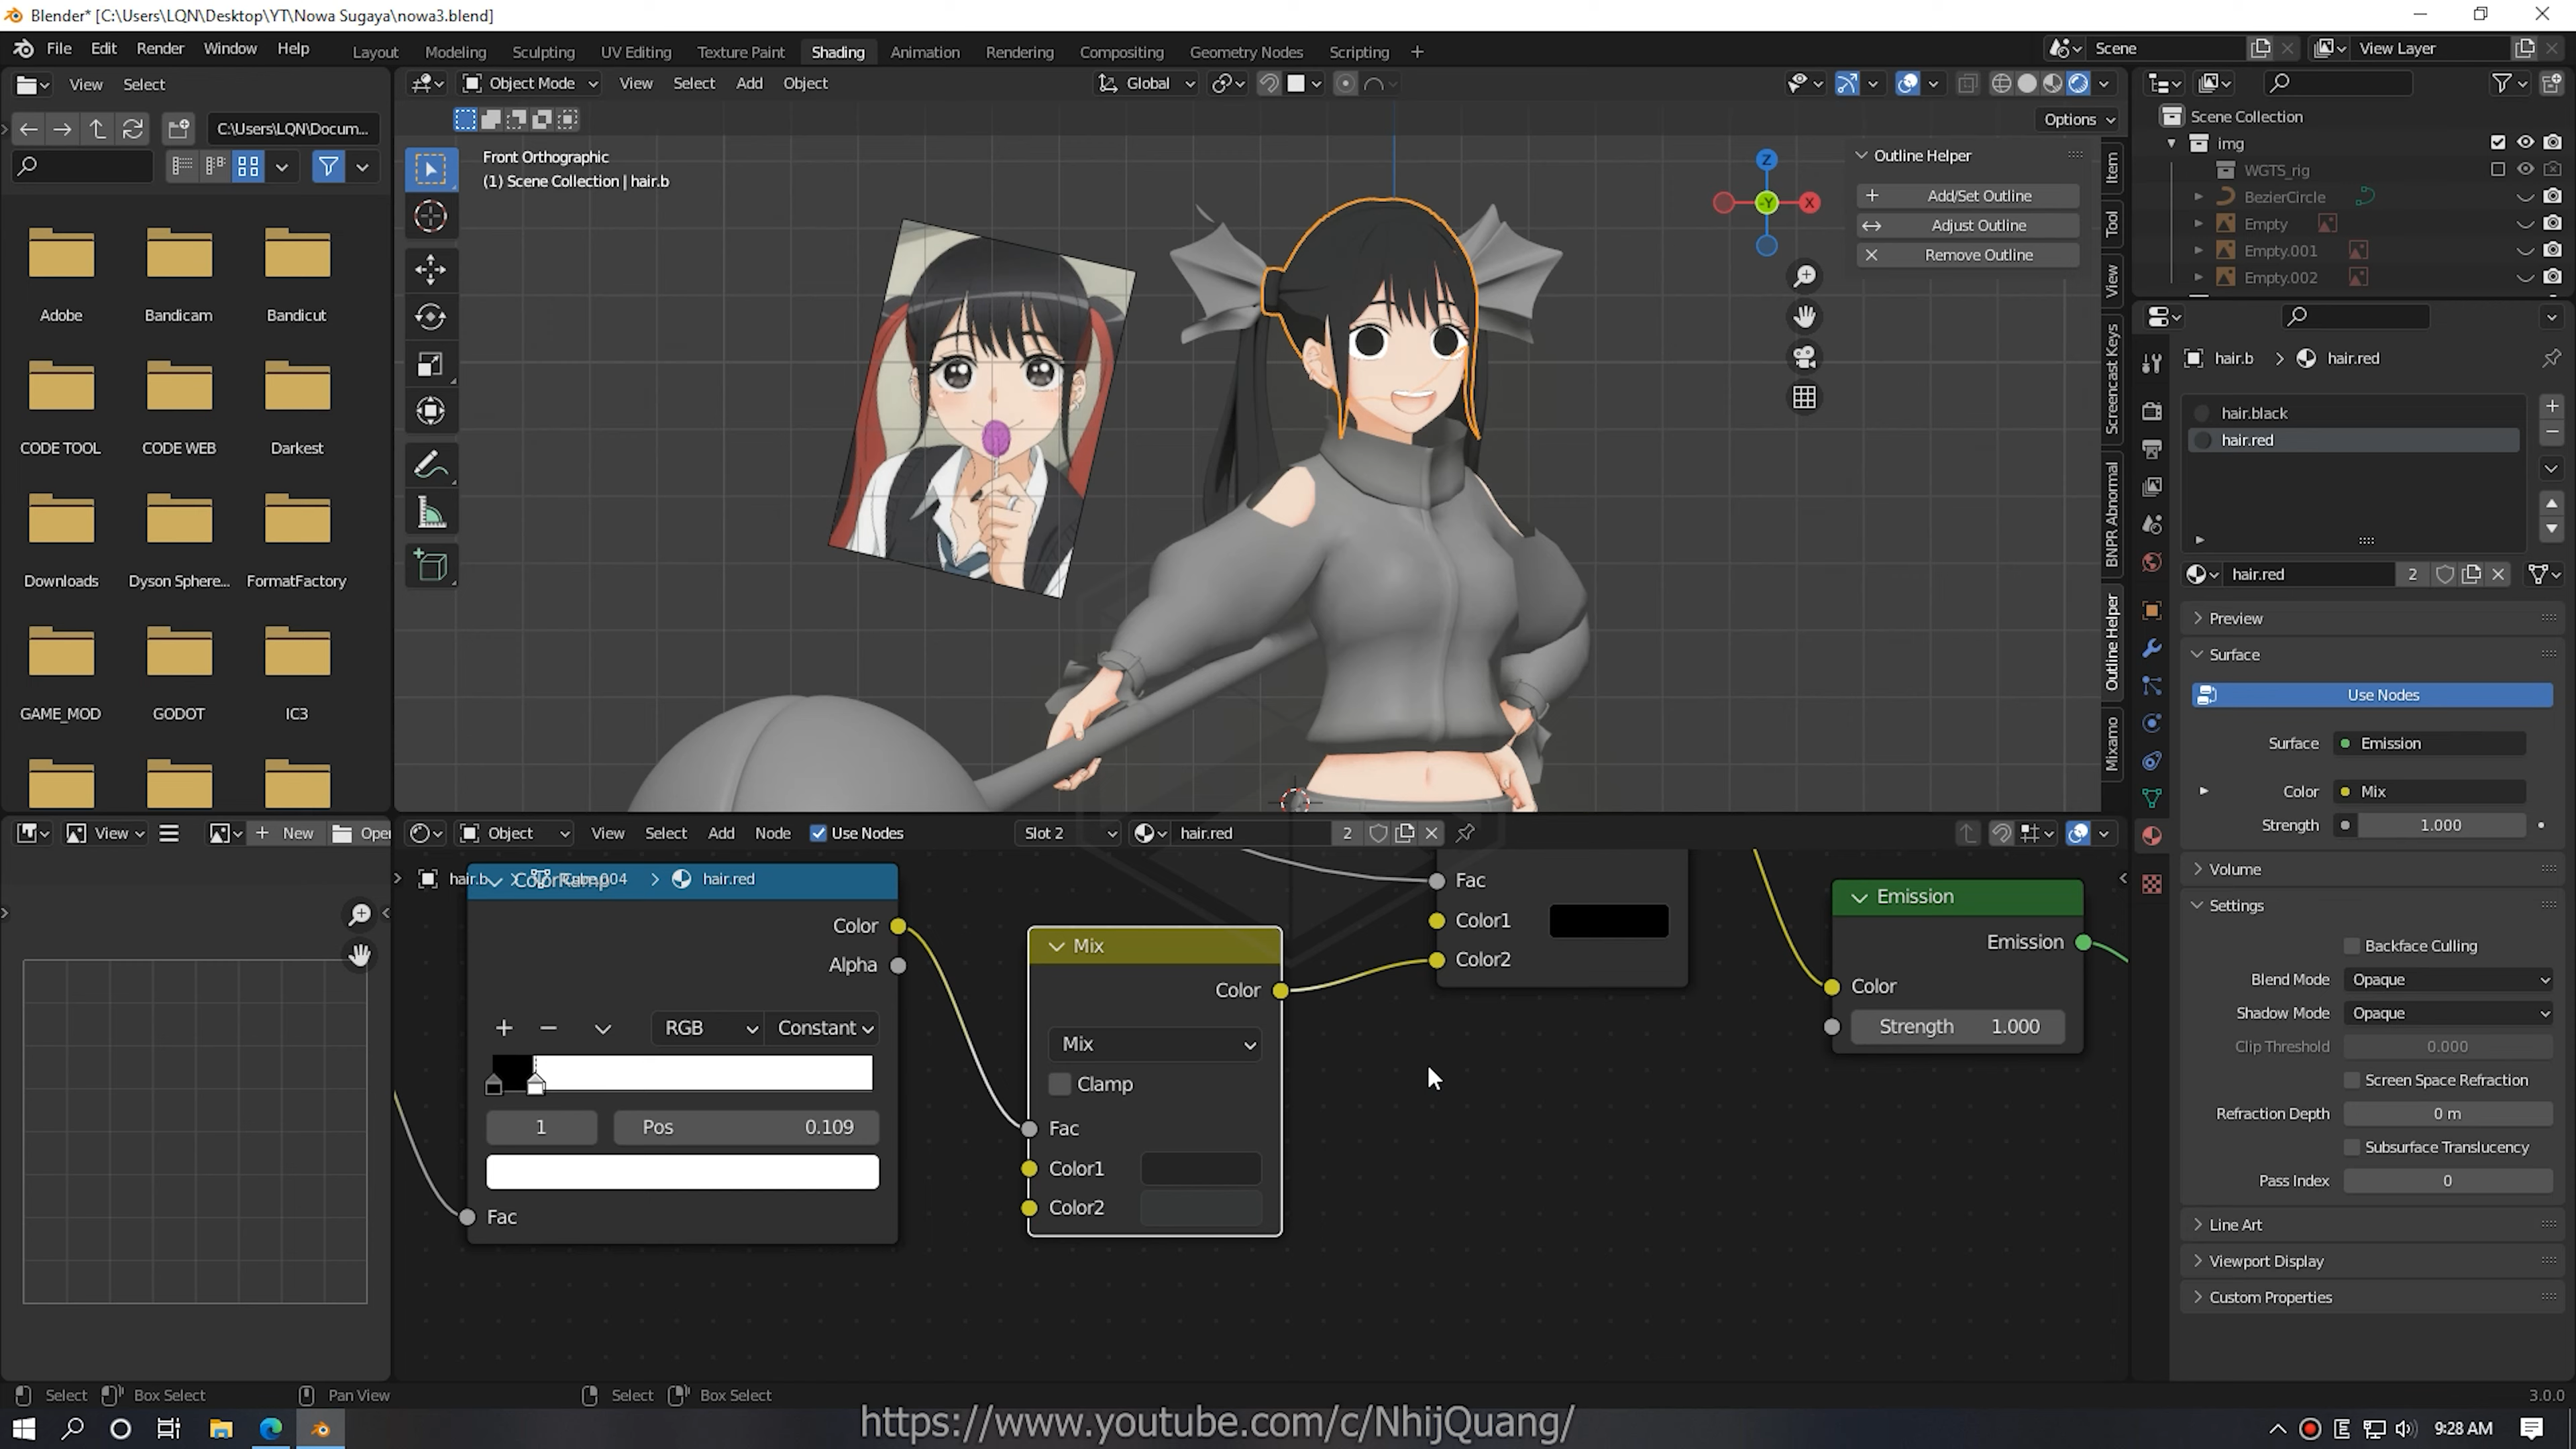 Blender* [C:\Users\LQN\Desktop\YT\Nowa Sugaya\nowa3.blend]
File Edit Render Window Help
Layout Modeling Sculpting UV Editing Texture Paint Shading Animation Rendering Compositing Geometry Nodes Scripting +
Scene
View Layer
View Select
Object Mode View Select Add Object
Global
C:\Users\LQN\Docum...
Options
Front Orthographic
(1) Scene Collection | hair.b
Outline Helper
Add/Set Outline
Adjust Outline
Remove Outline
Z
-Y
X
Item
Tool
View
Screencast Keys
BNPR Abnormal
Outline Helper
Mixamo
Adobe Bandicam Bandicut
CODE TOOL CODE WEB Darkest
Downloads Dyson Sphere... FormatFactory
GAME_MOD GODOT IC3
Scene Collection
img
WGTS_rig
BezierCircle
Empty
Empty.001
Empty.002
hair.b > hair.red
hair.black
hair.red
hair.red 2
Preview
Surface
Use Nodes
Surface Emission
Color Mix
Strength 1.000
Volume
Settings
Backface Culling
Blend Mode Opaque
Shadow Mode Opaque
Clip Threshold 0.000
Screen Space Refraction
Refraction Depth 0 m
Subsurface Translucency
Pass Index 0
Line Art
Viewport Display
Custom Properties
View + New Open
Object View Select Add Node Use Nodes
Slot 2 hair.red 2
hair.b > Cube.004 > hair.red
ColorRamp
Color
Alpha
+ − RGB Constant
1 Pos 0.109
Fac
Mix
Color
Mix
Clamp
Fac
Color1
Color2
Fac
Color1
Color2
Emission
Emission
Color
Strength 1.000
Select Box Select Pan View Select Box Select
3.0.0
https://www.youtube.com/c/NhijQuang/
9:28 AM